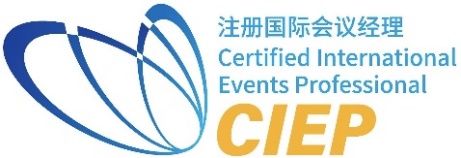 注册国际会议经理
Certified International
Events Professional
CIEP